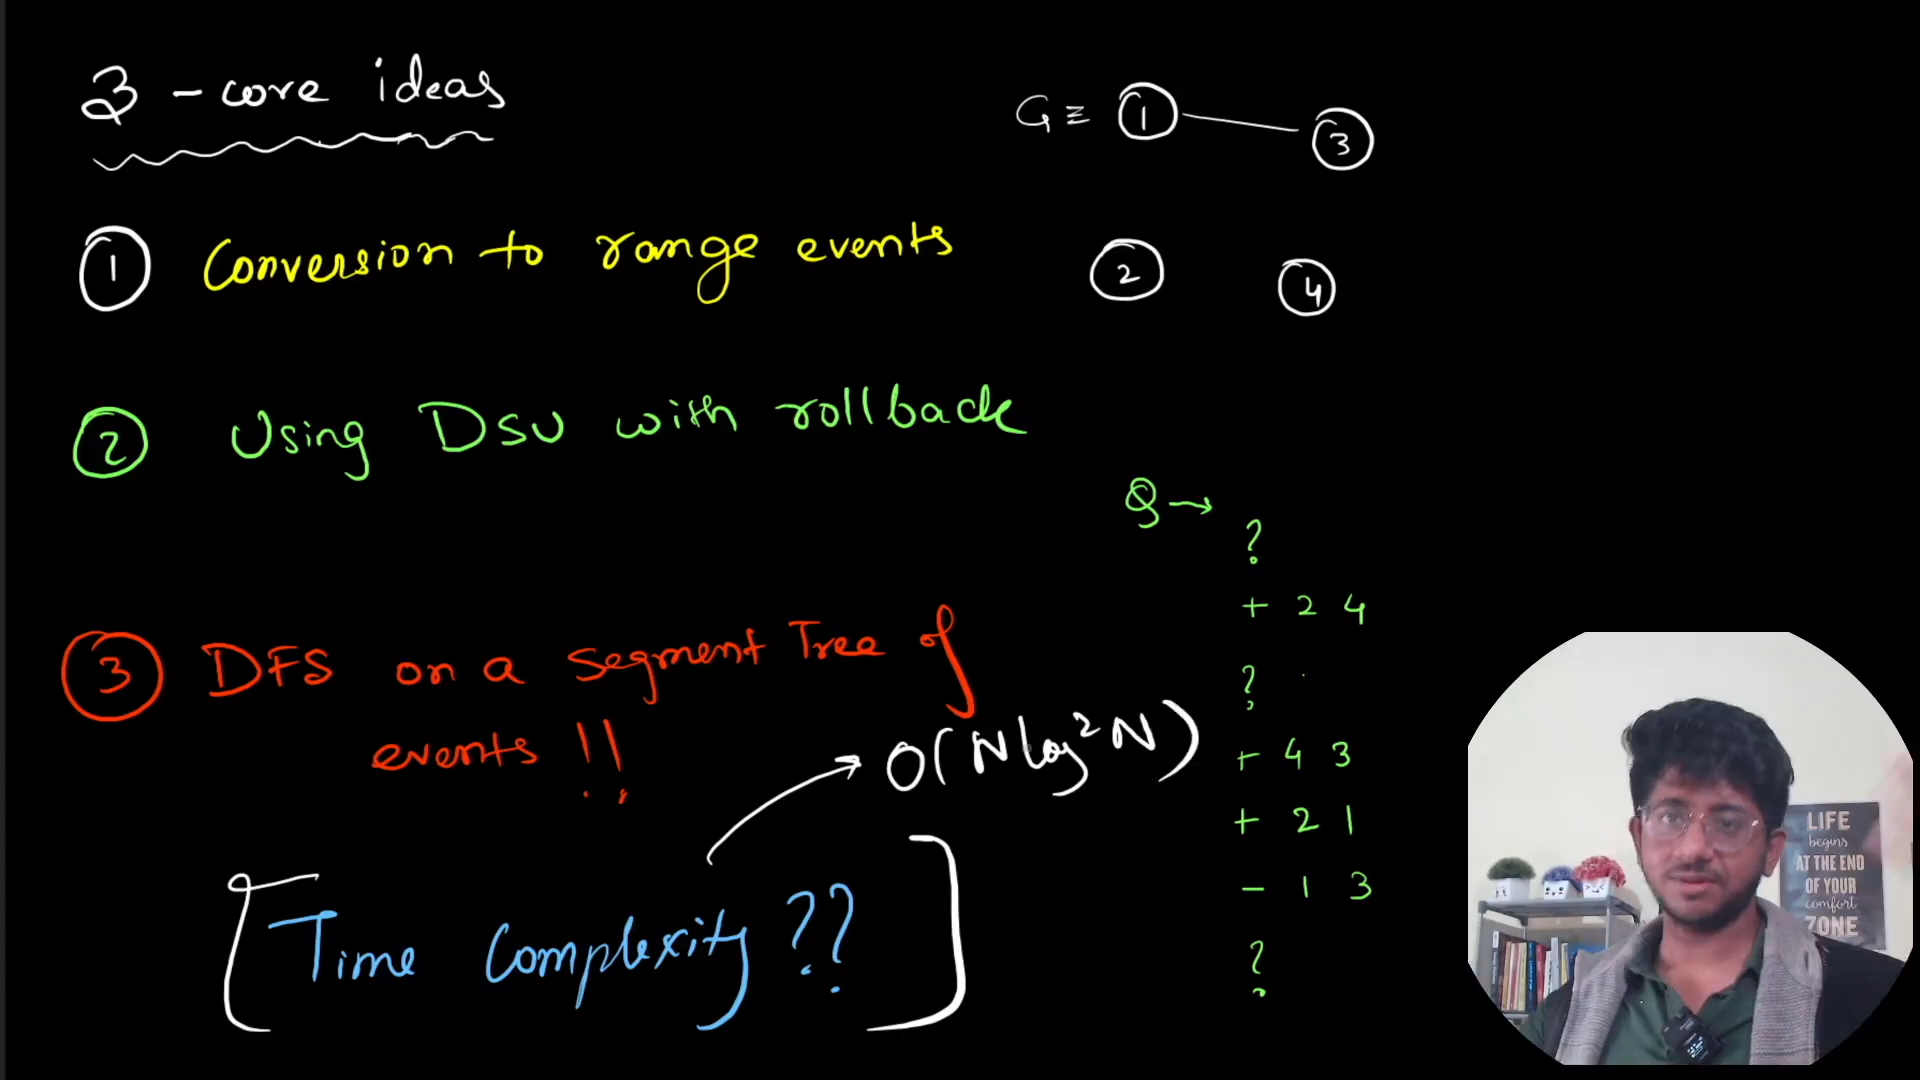 3 - core ideas
G ≡ 1 3
1 Conversion to range events
2 4
2 Using DSU with rollback
Q →
?
+ 2 4
?
+ 4 3
+ 2 1
- 1 3
?
3 DFS on a Segment Tree of
events !!
O(N log² N)
[Time Complexity ??]
LIFE
begins
AT THE END
OF YOUR
comfort
ZONE